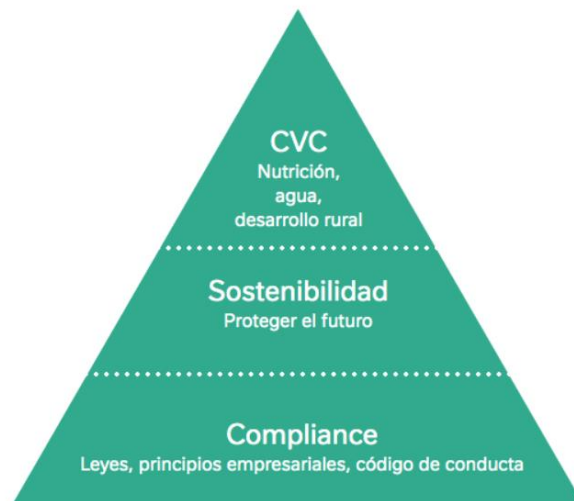 CVC
Nutrición,
agua,
desarrollo rural
Sostenibilidad
Proteger el futuro
Compliance
Leyes, principios empresariales, código de conducta